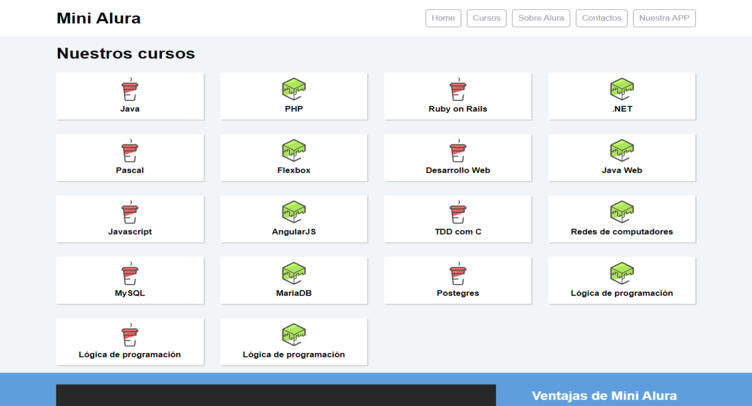 Mini Alura
Home Cursos Sobre Alura Contactos Nuestra APP
Nuestros cursos
Java PHP Ruby on Rails .NET
Pascal Flexbox Desarrollo Web Java Web
Javascript AngularJS TDD com C Redes de computadores
MySQL MariaDB Postegres Lógica de programación
Lógica de programación Lógica de programación
Ventajas de Mini Alura